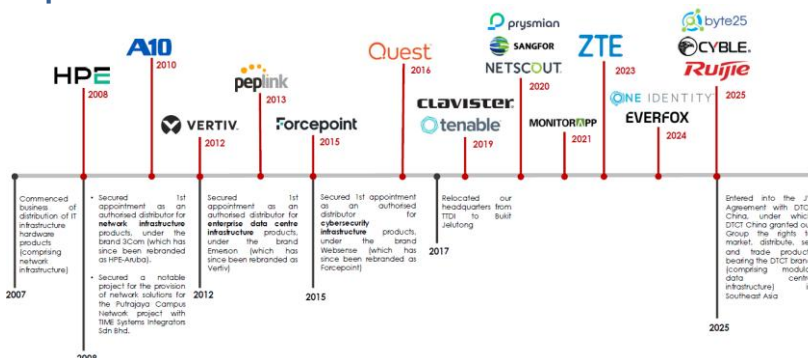 HPE
2008
A10
2010
VERTIV.
2012
peplink
2013
Forcepoint
2015
Quest
2016
CLAVISTER.
tenable
2019
prysmian
SANGFOR
NETSCOUT.
2020
MONITORAPP
2021
ZTE
2023
ONE IDENTITY
EVERFOX
2024
byte25
CYBLE.
Ruijie
2025
Commenced
business of
distribution of IT
infrastructure
hardware
products
(comprising
network
infrastructure)
2007
• Secured 1st
appointment as an
authorised distributor for
network infrastructure
products, under the
brand 3Com (which has
since been rebranded
as HPE-Aruba).
• Secured a notable
project for the provision
of network solutions for
the Putrajaya Campus
Network project with
TIME Systems Integrators
Sdn Bhd.
2008
Secured 1st
appointment as an
authorised distributor for
enterprise data centre
infrastructure products,
under the brand
Emerson (which has
since been rebranded as
Vertiv)
2012
Secured 1st appointment
as an authorised
distributor for
cybersecurity
infrastructure products,
under the brand
Websense (which has
since been rebranded to
Forcepoint)
2015
Relocated our
headquarters from
TTDI to Bukit
Jelutong
2017
Entered into the
Agreement with
China, under
DTCT China granted
Group the rights
market, distribute,
and trade
bearing the DTCT
(comprising
data
infrastructure)
Southeast Asia
2025